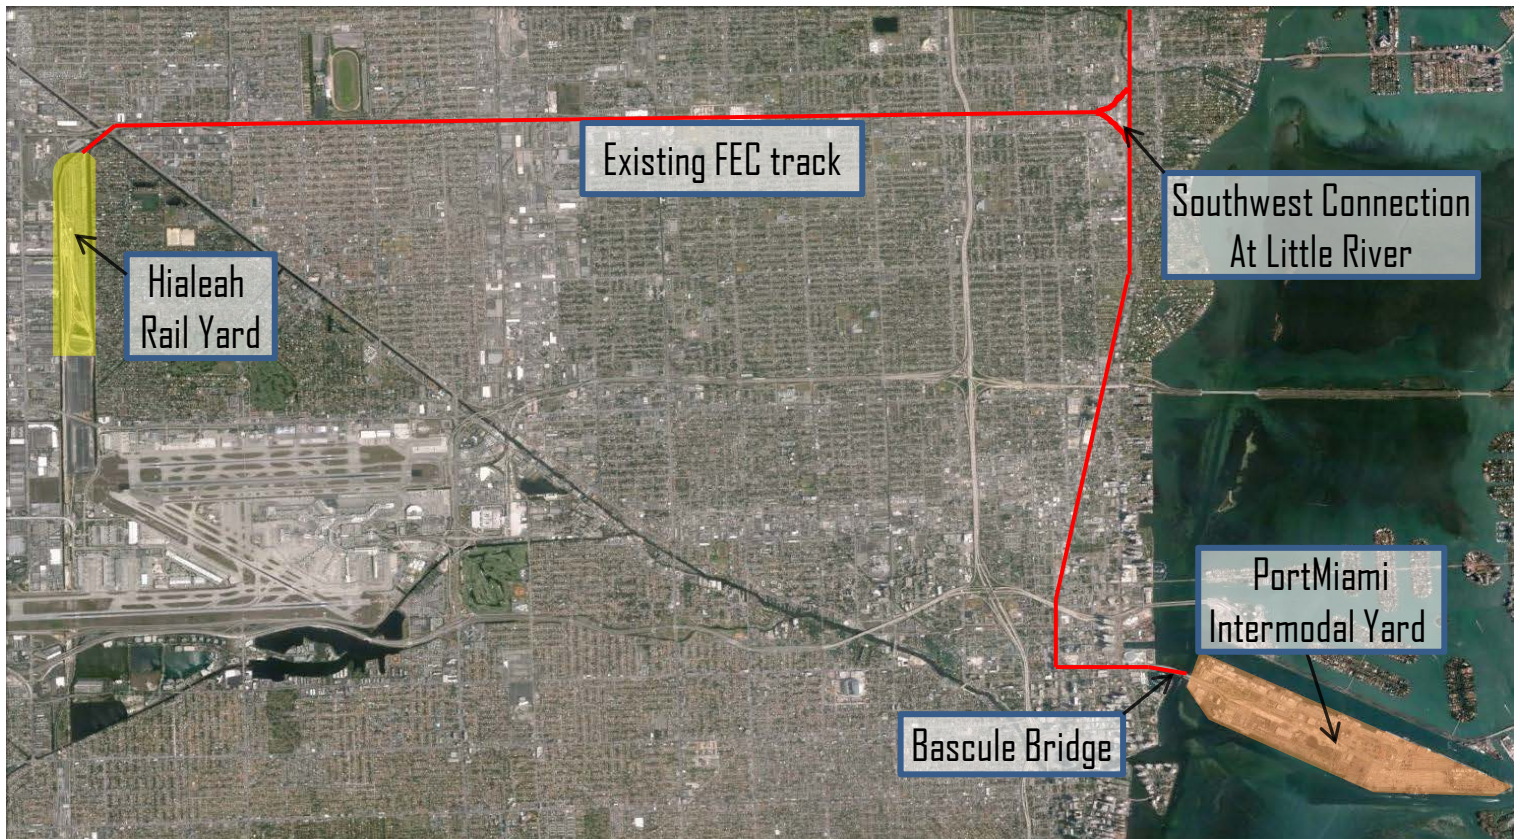 Existing FEC track
Southwest Connection
At Little River
Hialeah
Rail Yard
PortMiami
Intermodal Yard
Bascule Bridge